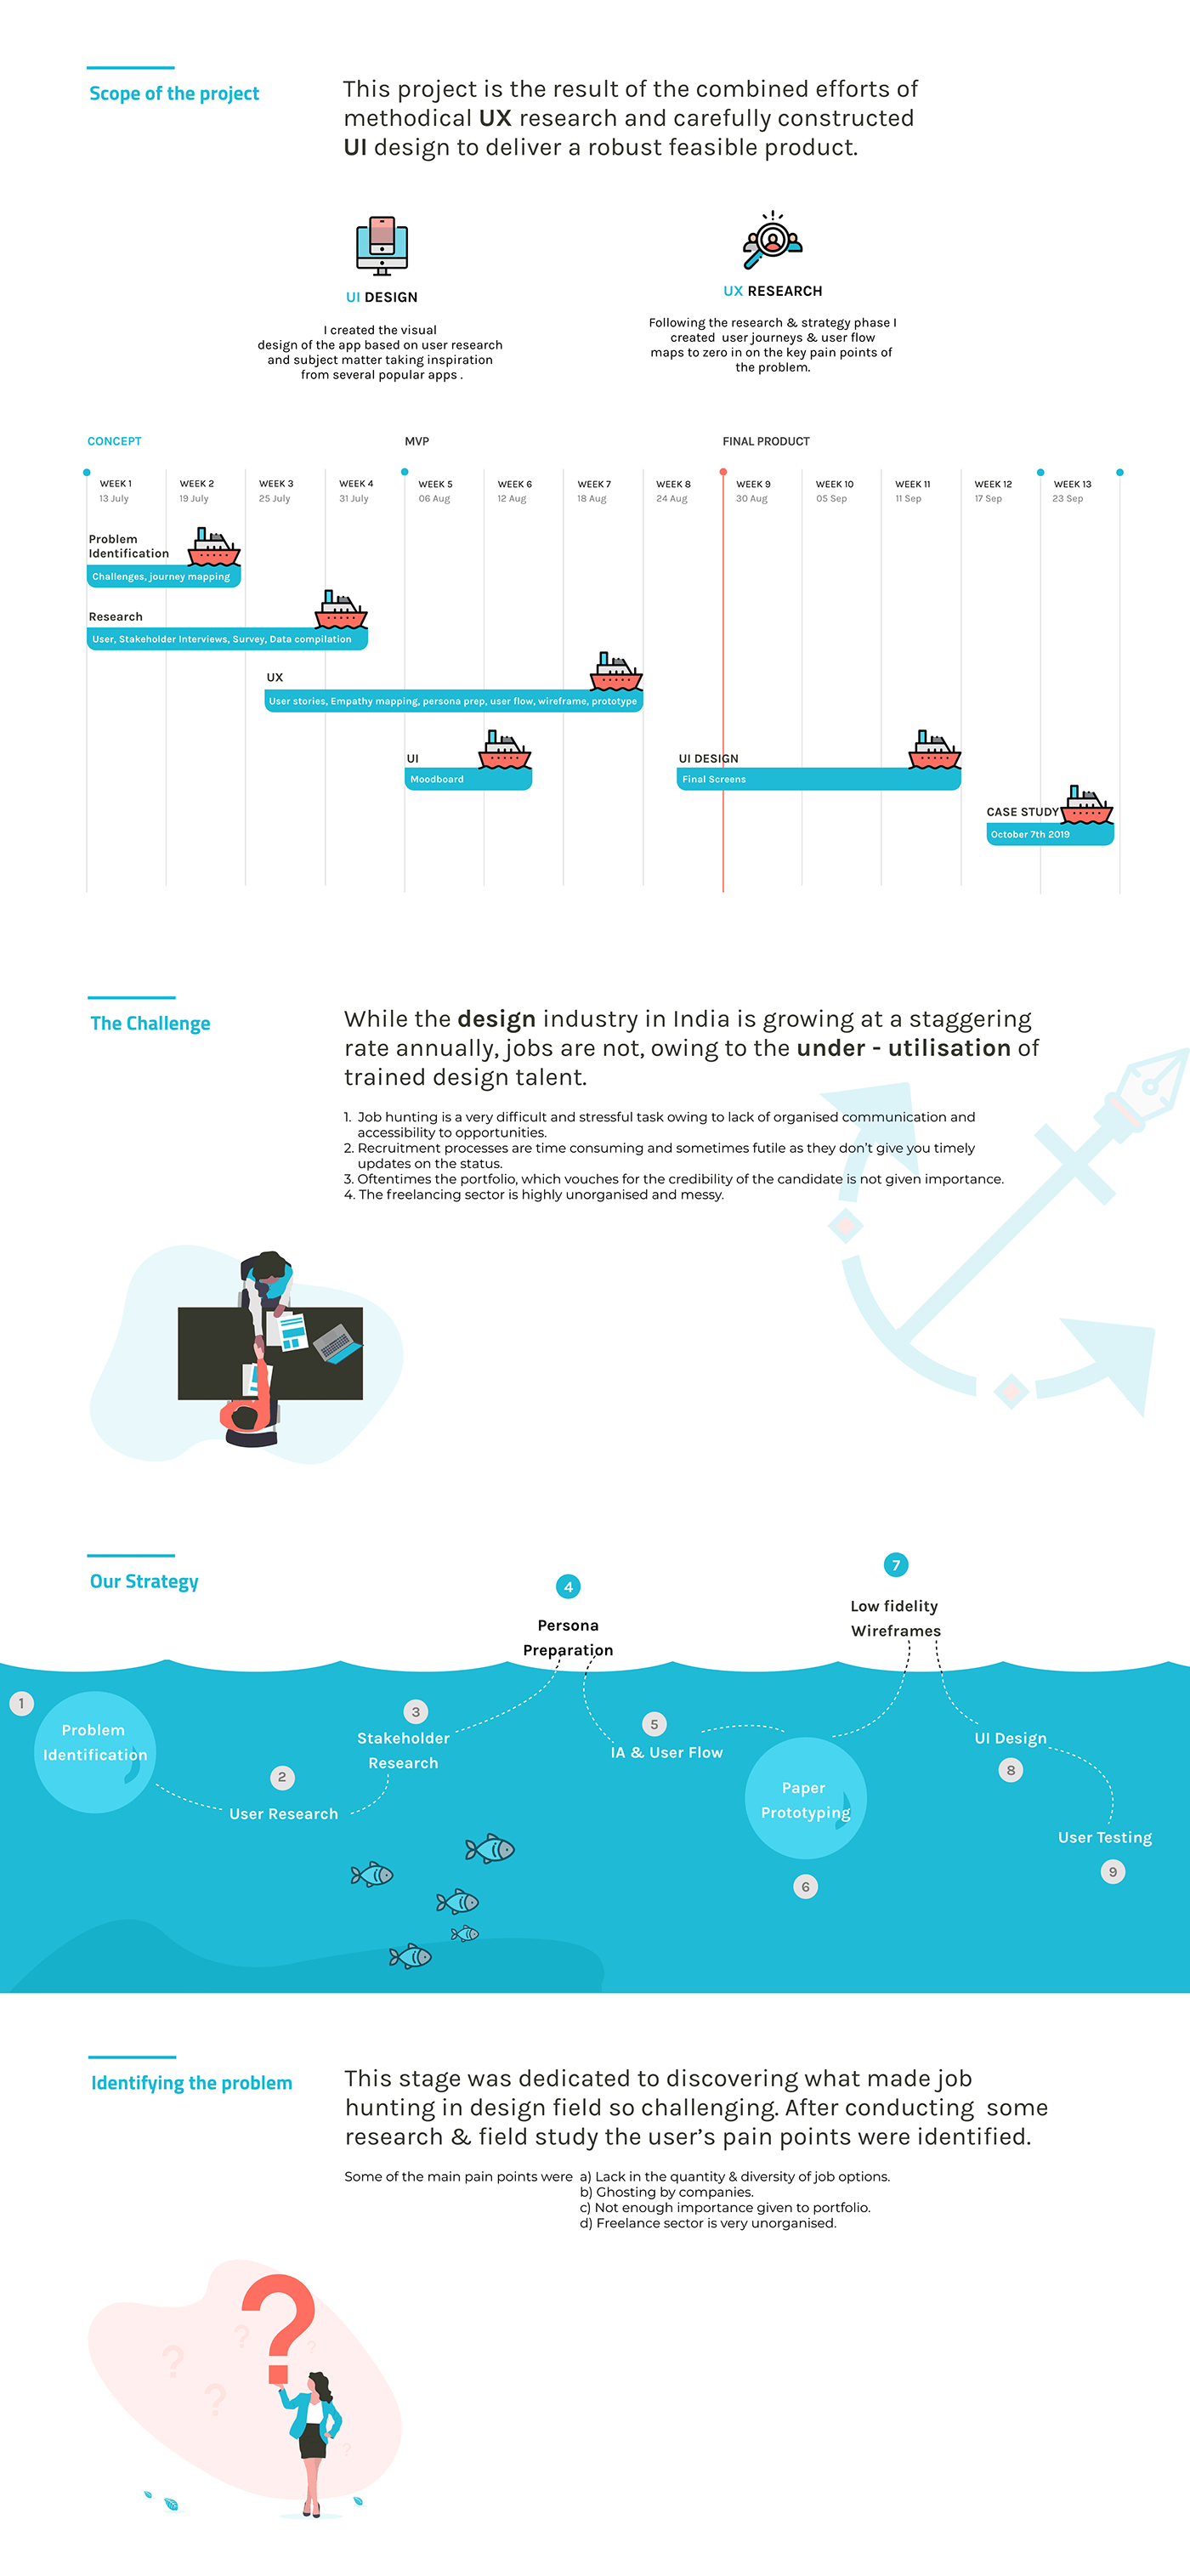 Scope of the project
This project is the result of the combined efforts of
methodical UX research and carefully constructed
UI design to deliver a robust feasible product.
UI DESIGN
I created the visual
design of the app based on user research
and subject matter taking inspiration
from several popular apps .
UX RESEARCH
Following the research & strategy phase I
created  user journeys & user flow
maps to zero in on the key pain points of
the problem.
CONCEPT
MVP
FINAL PRODUCT
WEEK 1
13 July
WEEK 2
19 July
WEEK 3
25 July
WEEK 4
31 July
WEEK 5
06 Aug
WEEK 6
12 Aug
WEEK 7
18 Aug
WEEK 8
24 Aug
WEEK 9
30 Aug
WEEK 10
05 Sep
WEEK 11
11 Sep
WEEK 12
17 Sep
WEEK 13
23 Sep
Problem
Identification
Challenges, journey mapping
Research
User, Stakeholder Interviews, Survey, Data compilation
UX
User stories, Empathy mapping, persona prep, user flow, wireframe, prototype
UI
Moodboard
UI DESIGN
Final Screens
CASE STUDY
October 7th 2019
The Challenge
While the design industry in India is growing at a staggering
rate annually, jobs are not, owing to the under - utilisation of
trained design talent.
1. Job hunting is a very difficult and stressful task owing to lack of organised communication and
accessibility to opportunities.
2. Recruitment processes are time consuming and sometimes futile as they don't give you timely
updates on the status.
3. Oftentimes the portfolio, which vouches for the credibility of the candidate is not given importance.
4. The freelancing sector is highly unorganised and messy.
Our Strategy
1
Problem
Identification
2
User Research
3
Stakeholder
Research
4
Persona
Preparation
5
IA & User Flow
Paper
Prototyping
6
7
Low fidelity
Wireframes
UI Design
8
User Testing
9
Identifying the problem
This stage was dedicated to discovering what made job
hunting in design field so challenging. After conducting  some
research & field study the user's pain points were identified.
Some of the main pain points were a) Lack in the quantity & diversity of job options.
b) Ghosting by companies.
c) Not enough importance given to portfolio.
d) Freelance sector is very unorganised.
?
?
?
?
?
?